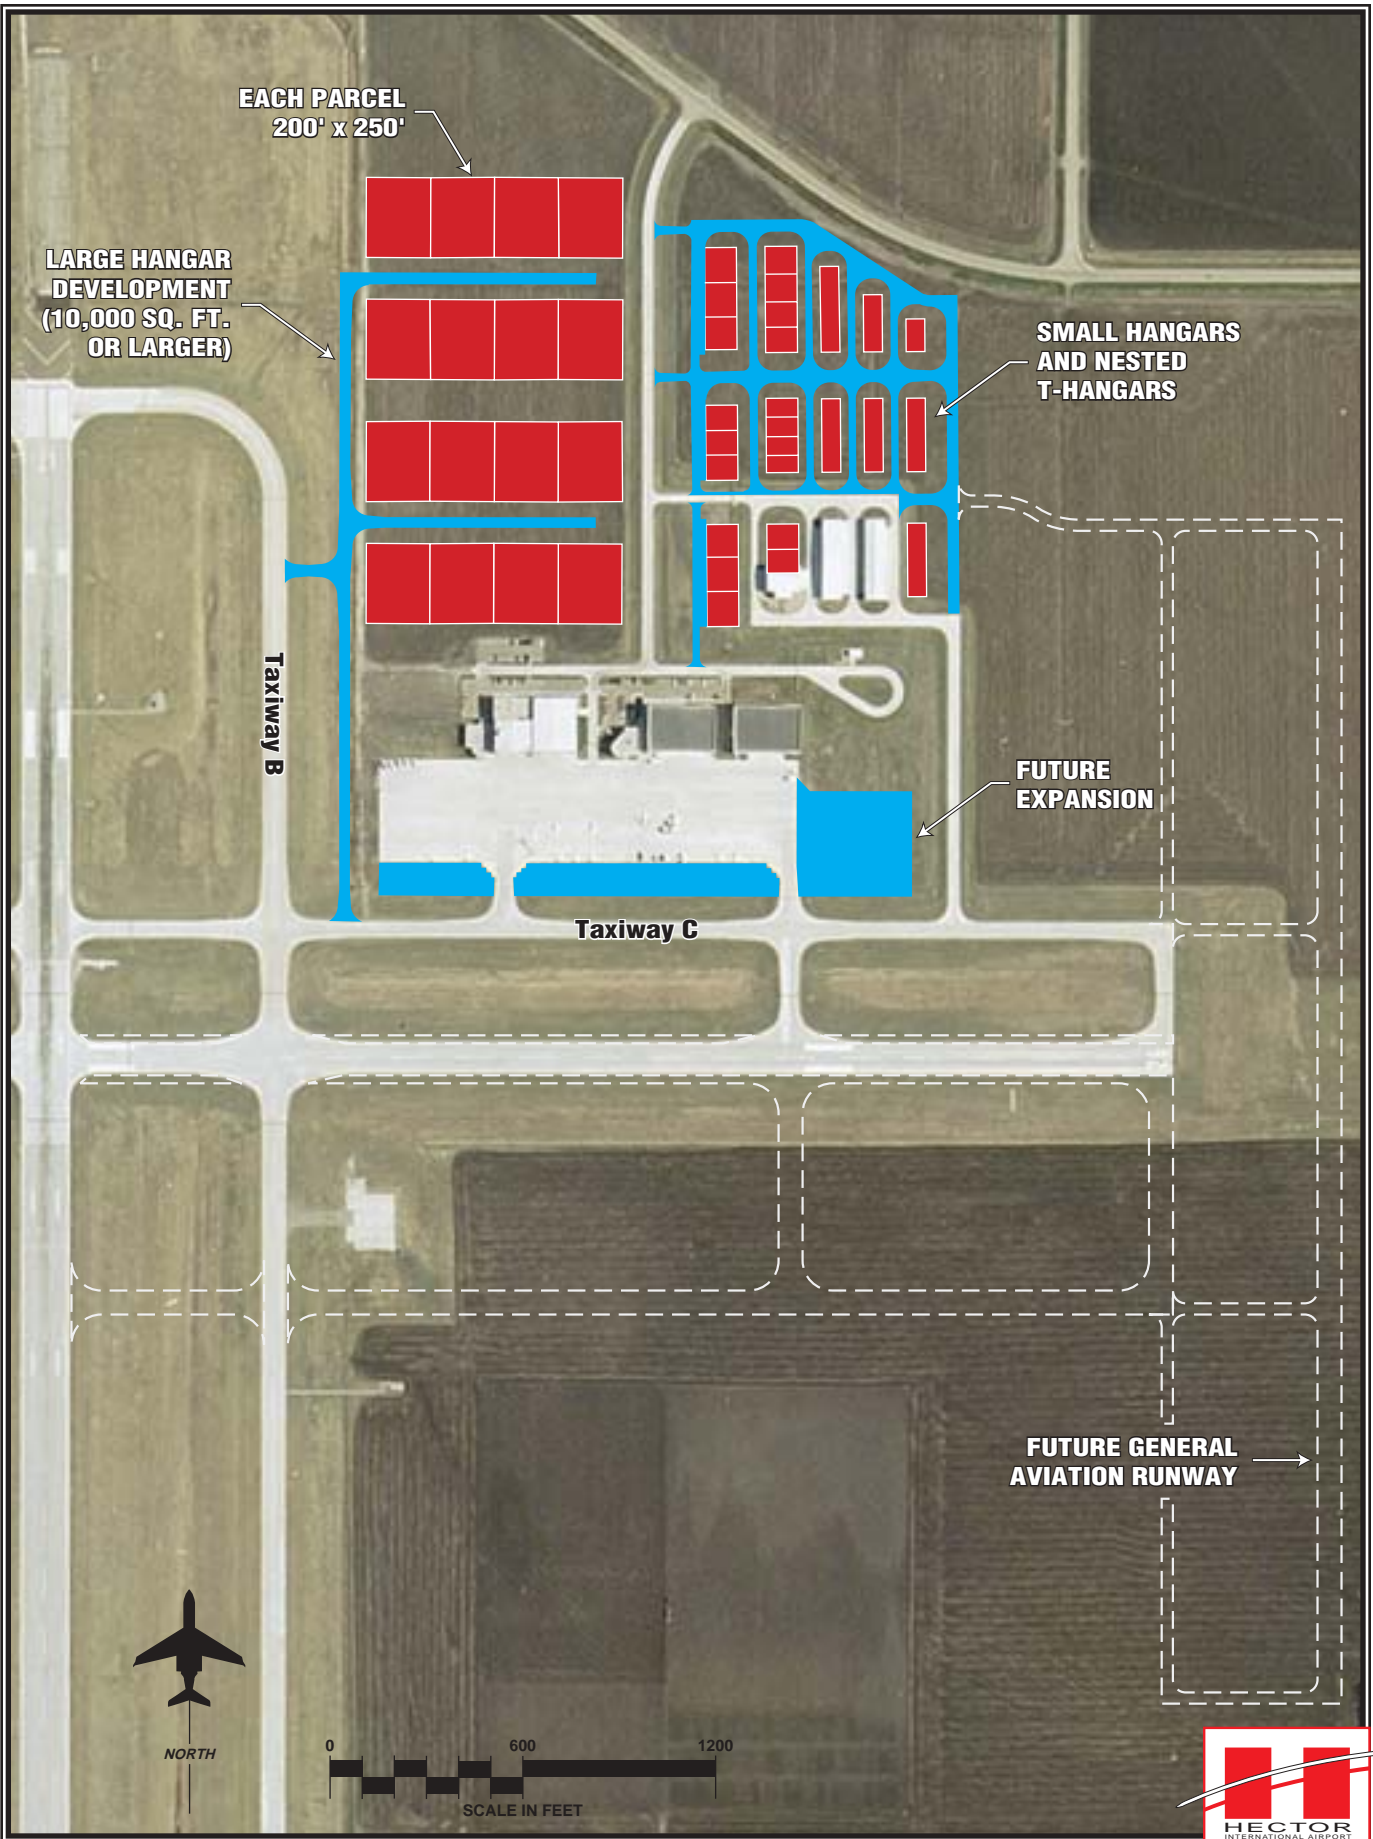 EACH PARCEL
200' x 250'
LARGE HANGAR
DEVELOPMENT
(10,000 SQ. FT.
OR LARGER)
SMALL HANGARS
AND NESTED
T-HANGARS
Taxiway B
FUTURE
EXPANSION
Taxiway C
FUTURE GENERAL
AVIATION RUNWAY
NORTH
0 600 1200
SCALE IN FEET
HECTOR
INTERNATIONAL AIRPORT